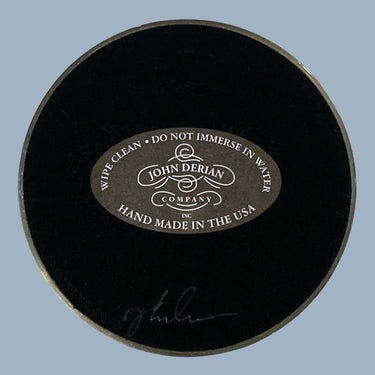 WIPE CLEAN • DO NOT IMMERSE IN WATER
JOHN DERIAN
COMPANY
INC
HAND MADE IN THE USA